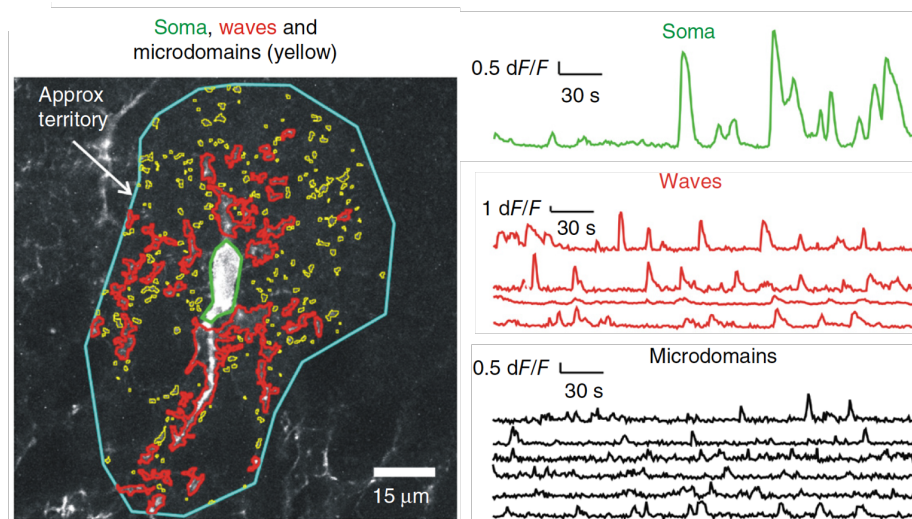 Soma, waves and
microdomains (yellow)
Approx
territory
15 μm
Soma
0.5 dF/F
30 s
Waves
1 dF/F
30 s
Microdomains
0.5 dF/F
30 s